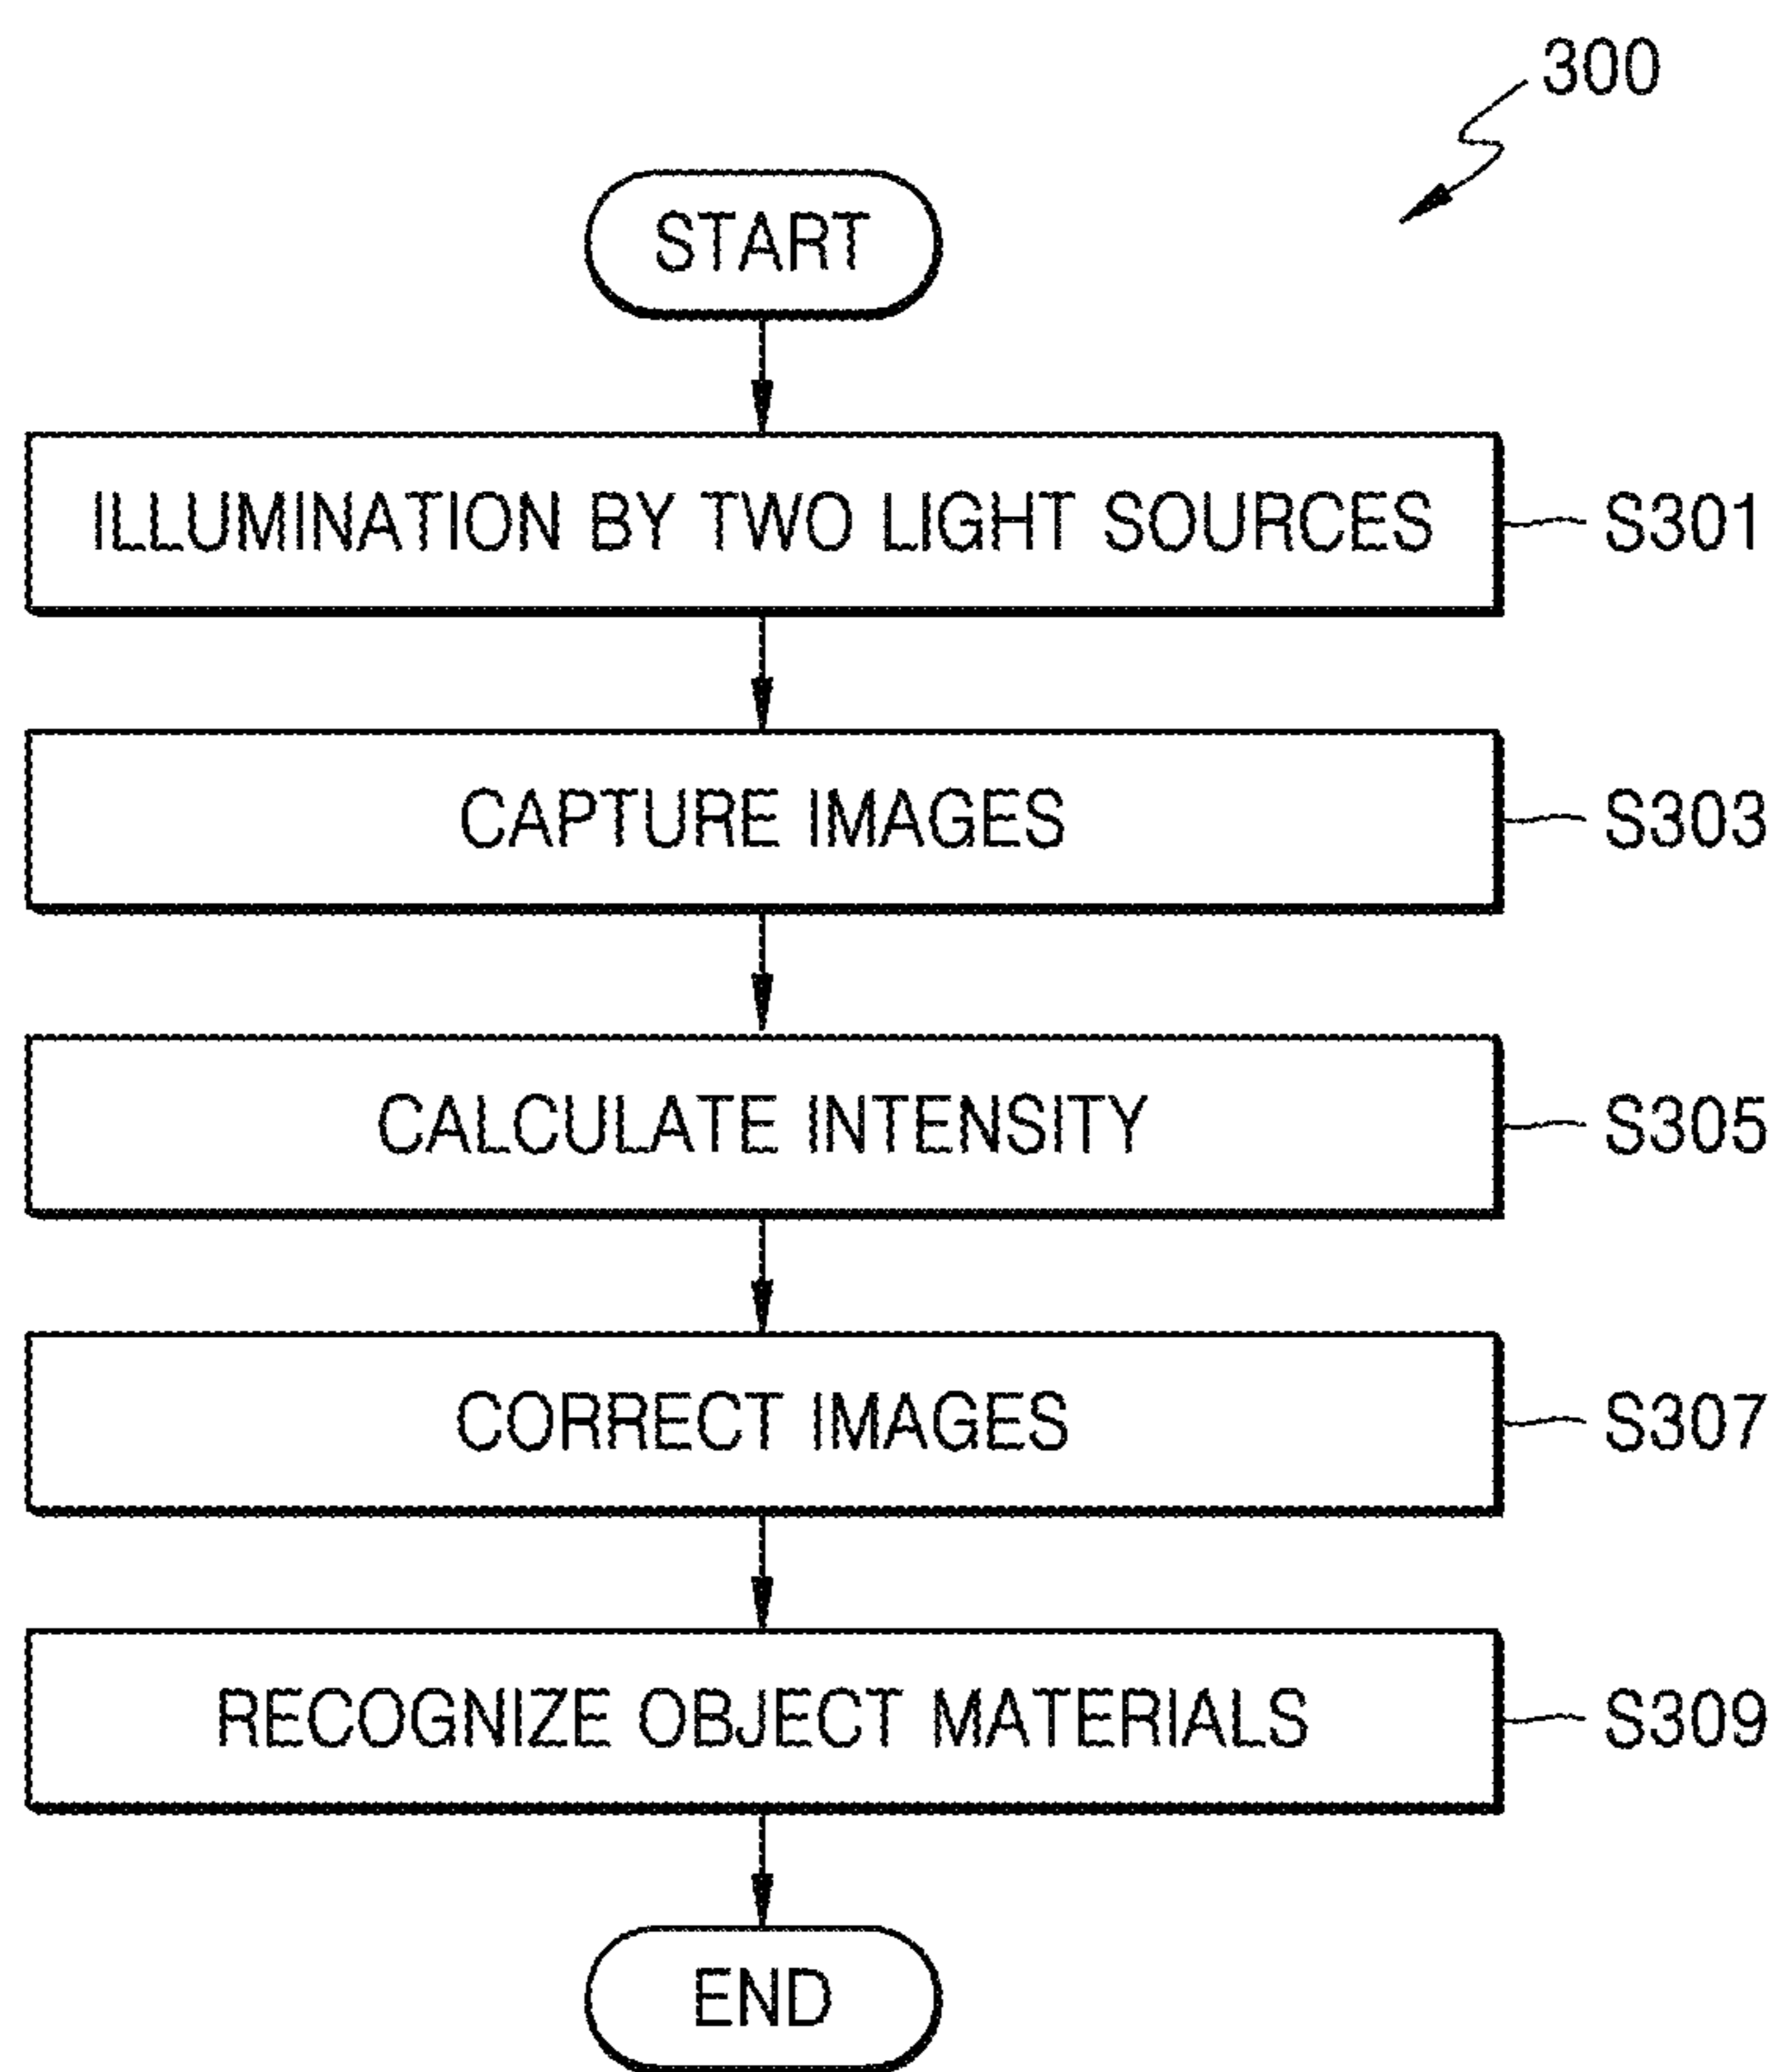 300
START
ILLUMINATION BY TWO LIGHT SOURCES S301
CAPTURE IMAGES S303
CALCULATE INTENSITY S305
CORRECT IMAGES S307
RECOGNIZE OBJECT MATERIALS S309
END